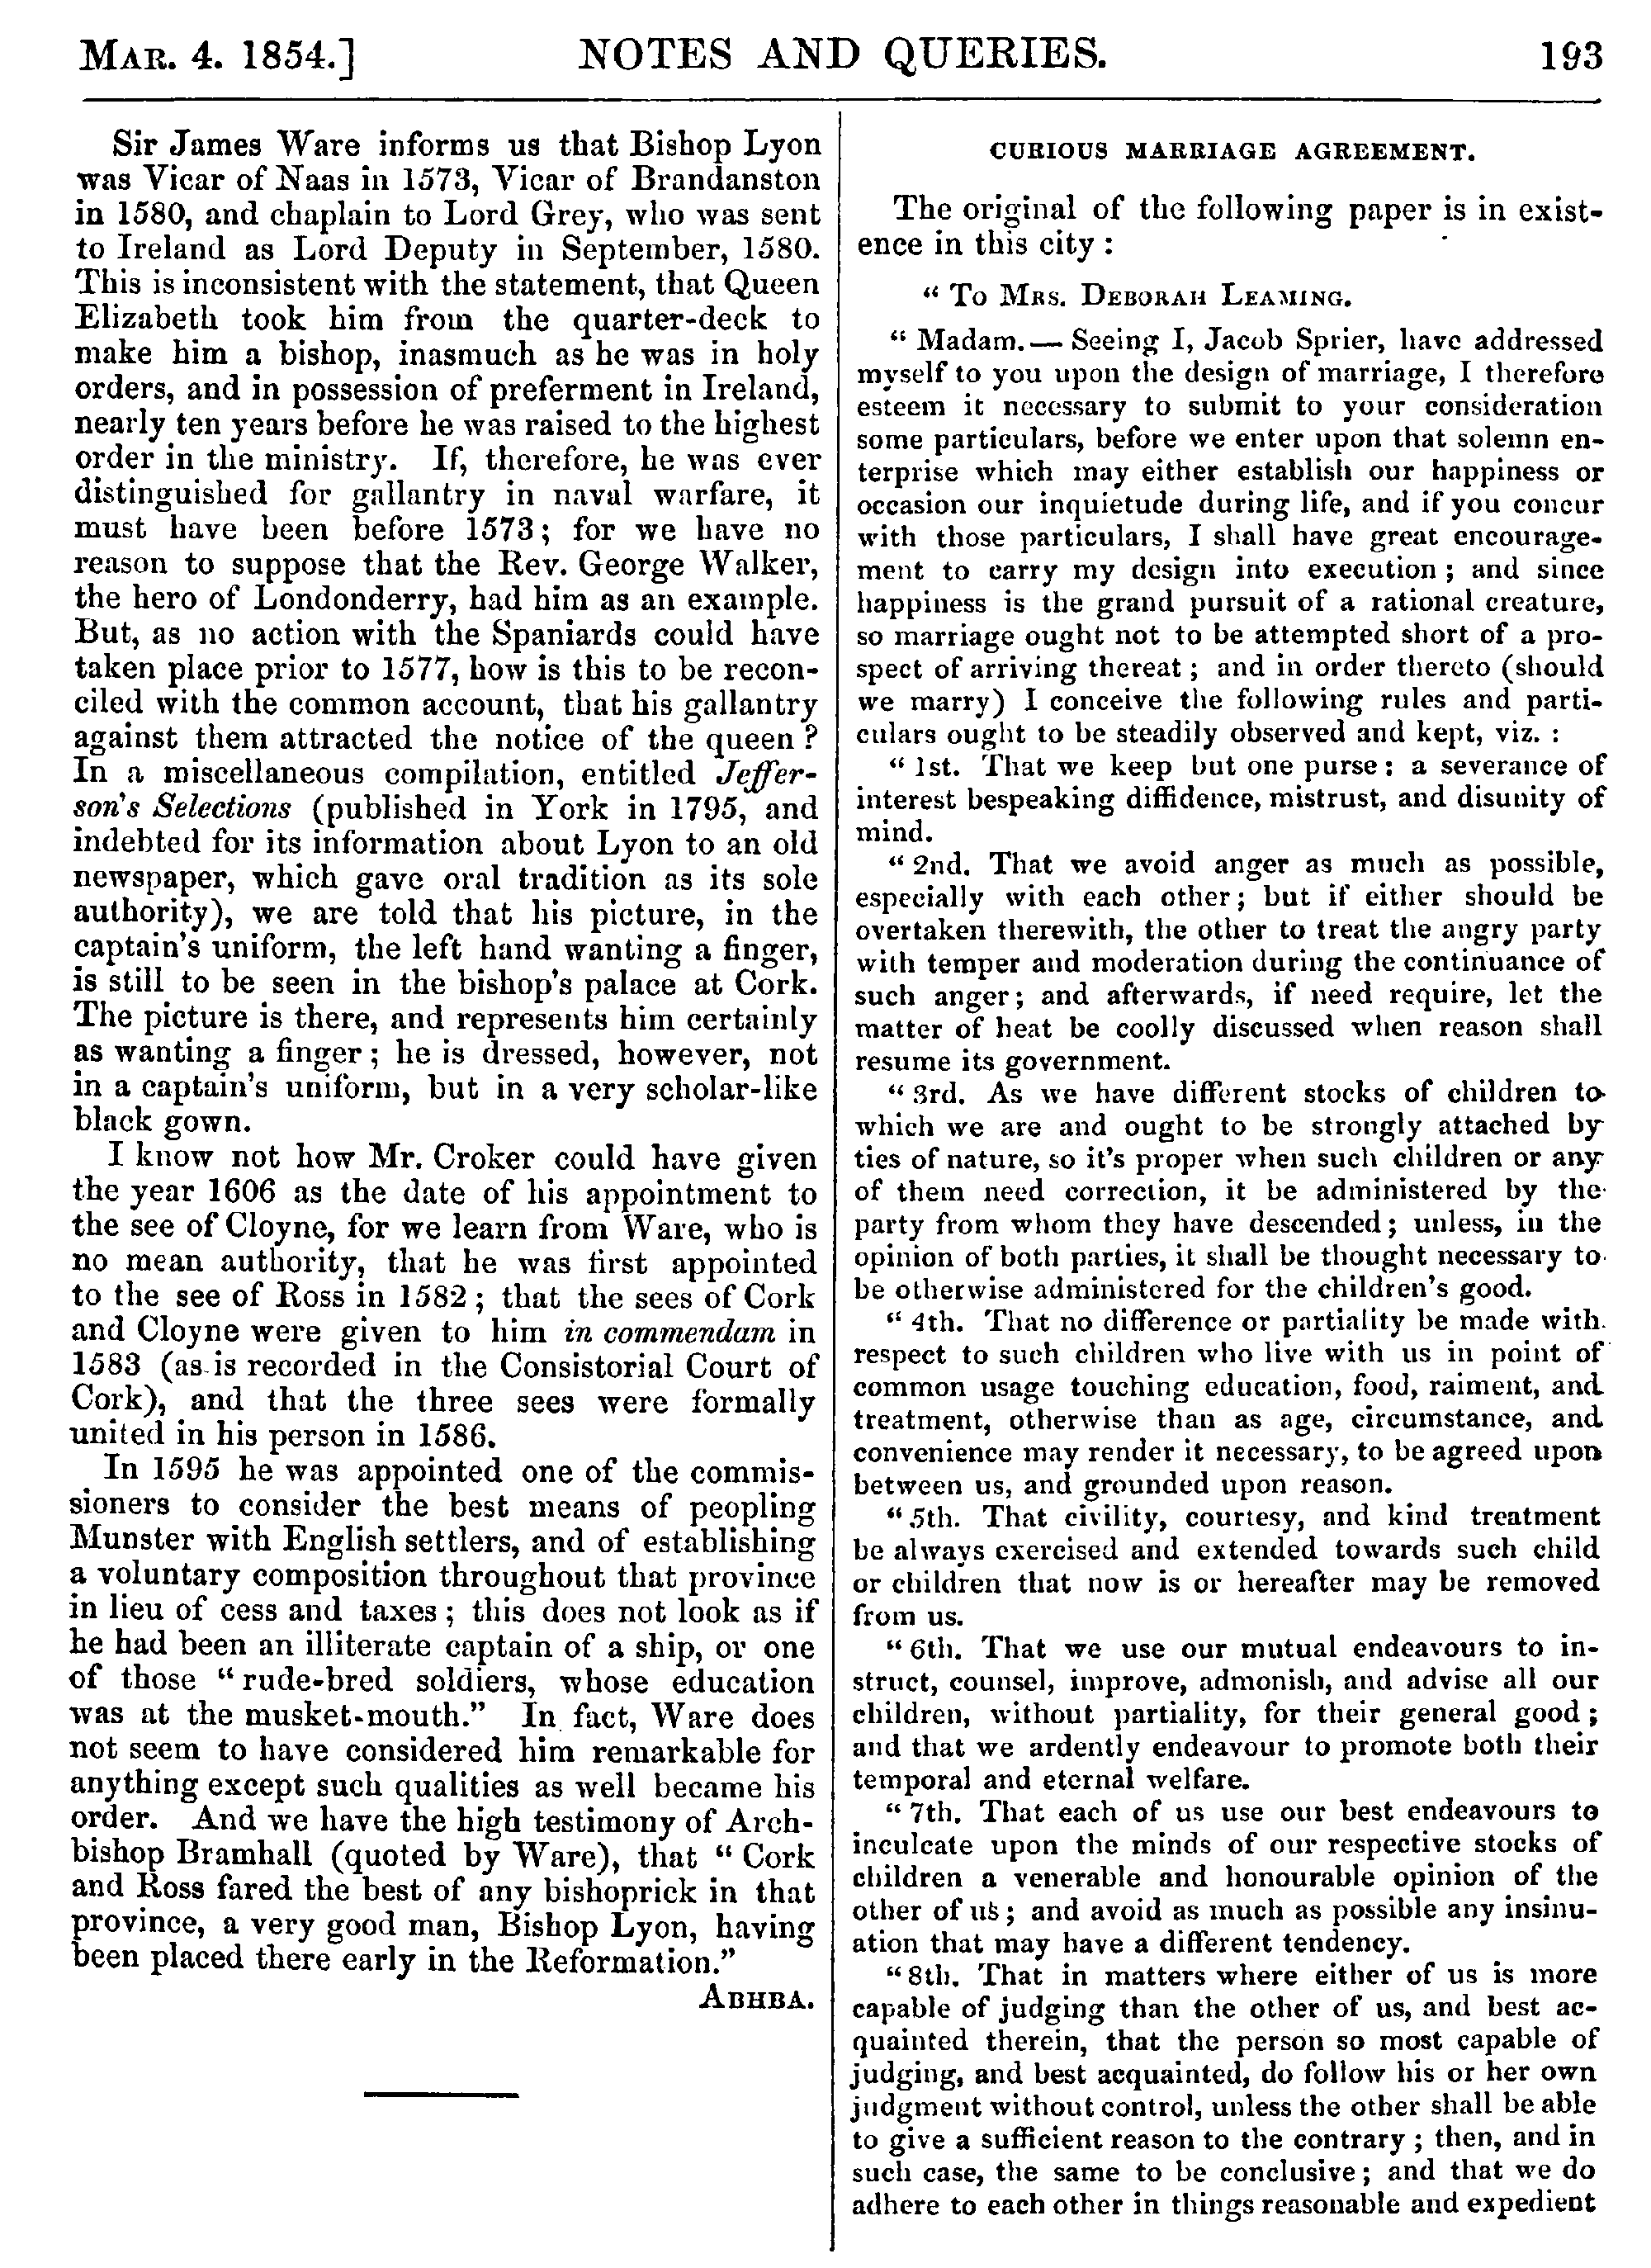 MAR. 4. 1854.]
NOTES AND QUERIES.
193
Sir James Ware informs us that Bishop Lyon
was Vicar of Naas in 1573, Vicar of Brandanston
in 1580, and chaplain to Lord Grey, who was sent
to Ireland as Lord Deputy in September, 1580.
This is inconsistent with the statement, that Queen
Elizabeth took him from the quarter-deck to
make him a bishop, inasmuch as he was in holy
orders, and in possession of preferment in Ireland,
nearly ten years before he was raised to the highest
order in the ministry. If, therefore, he was ever
distinguished for gallantry in naval warfare, it
must have been before 1573; for we have no
reason to suppose that the Rev. George Walker,
the hero of Londonderry, had him as an example.
But, as no action with the Spaniards could have
taken place prior to 1577, how is this to be recon-
ciled with the common account, that his gallantry
against them attracted the notice of the queen?
In a miscellaneous compilation, entitled Jeffer-
son's Selections (published in York in 1795, and
indebted for its information about Lyon to an old
newspaper, which gave oral tradition as its sole
authority), we are told that his picture, in the
captain's uniform, the left hand wanting a finger,
is still to be seen in the bishop's palace at Cork.
The picture is there, and represents him certainly
as wanting a finger; he is dressed, however, not
in a captain's uniform, but in a very scholar-like
black gown.
I know not how Mr. Croker could have given
the year 1606 as the date of his appointment to
the see of Cloyne, for we learn from Ware, who is
no mean authority, that he was first appointed
to the see of Ross in 1582; that the sees of Cork
and Cloyne were given to him in commendam in
1583 (as is recorded in the Consistorial Court of
Cork), and that the three sees were formally
united in his person in 1586.
In 1595 he was appointed one of the commis-
sioners to consider the best means of peopling
Munster with English settlers, and of establishing
a voluntary composition throughout that province
in lieu of cess and taxes; this does not look as if
he had been an illiterate captain of a ship, or one
of those "rude-bred soldiers, whose education
was at the musket-mouth." In fact, Ware does
not seem to have considered him remarkable for
anything except such qualities as well became his
order. And we have the high testimony of Arch-
bishop Bramhall (quoted by Ware), that "Cork
and Ross fared the best of any bishoprick in that
province, a very good man, Bishop Lyon, having
been placed there early in the Reformation."
ABHBA.
CURIOUS MARRIAGE AGREEMENT.
The original of the following paper is in exist-
ence in this city:
"TO MRS. DEBORAH LEAMING.
"Madam.—Seeing I, Jacob Sprier, have addressed
myself to you upon the design of marriage, I therefore
esteem it necessary to submit to your consideration
some particulars, before we enter upon that solemn en-
terprise which may either establish our happiness or
occasion our inquietude during life, and if you concur
with those particulars, I shall have great encourage-
ment to carry my design into execution; and since
happiness is the grand pursuit of a rational creature,
so marriage ought not to be attempted short of a pro-
spect of arriving thereat; and in order thereto (should
we marry) I conceive the following rules and parti-
culars ought to be steadily observed and kept, viz.:
"1st. That we keep but one purse: a severance of
interest bespeaking diffidence, mistrust, and disunity of
mind.
"2nd. That we avoid anger as much as possible,
especially with each other; but if either should be
overtaken therewith, the other to treat the angry party
with temper and moderation during the continuance of
such anger; and afterwards, if need require, let the
matter of heat be coolly discussed when reason shall
resume its government.
"3rd. As we have different stocks of children to
which we are and ought to be strongly attached by
ties of nature, so it's proper when such children or any
of them need correction, it be administered by the
party from whom they have descended; unless, in the
opinion of both parties, it shall be thought necessary to
be otherwise administered for the children's good.
"4th. That no difference or partiality be made with
respect to such children who live with us in point of
common usage touching education, food, raiment, and
treatment, otherwise than as age, circumstance, and
convenience may render it necessary, to be agreed upon
between us, and grounded upon reason.
"5th. That civility, courtesy, and kind treatment
be always exercised and extended towards such child
or children that now is or hereafter may be removed
from us.
"6th. That we use our mutual endeavours to in-
struct, counsel, improve, admonish, and advise all our
children, without partiality, for their general good;
and that we ardently endeavour to promote both their
temporal and eternal welfare.
"7th. That each of us use our best endeavours to
inculcate upon the minds of our respective stocks of
children a venerable and honourable opinion of the
other of us; and avoid as much as possible any insinu-
ation that may have a different tendency.
"8th. That in matters where either of us is more
capable of judging than the other of us, and best ac-
quainted therein, that the person so most capable of
judging, and best acquainted, do follow his or her own
judgment without control, unless the other shall be able
to give a sufficient reason to the contrary; then, and in
such case, the same to be conclusive; and that we do
adhere to each other in things reasonable and expedient